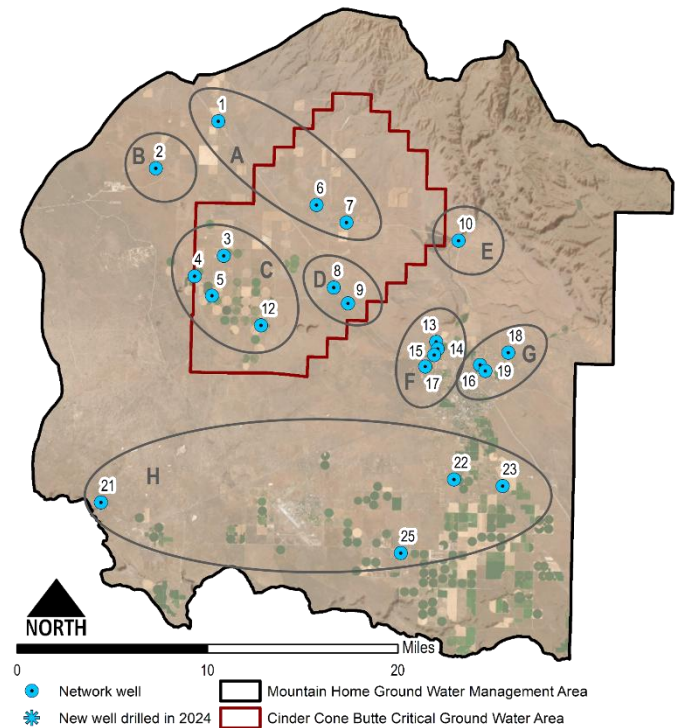 1
A
B
2
6
7
10
E
3
C
4
D
8
5
9
12
13
18
15
14
G
F
17
16
19
H
22
23
21
25
NORTH
Miles
0
10
20
Network well
Mountain Home Ground Water Management Area
New well drilled in 2024
Cinder Cone Butte Critical Ground Water Area